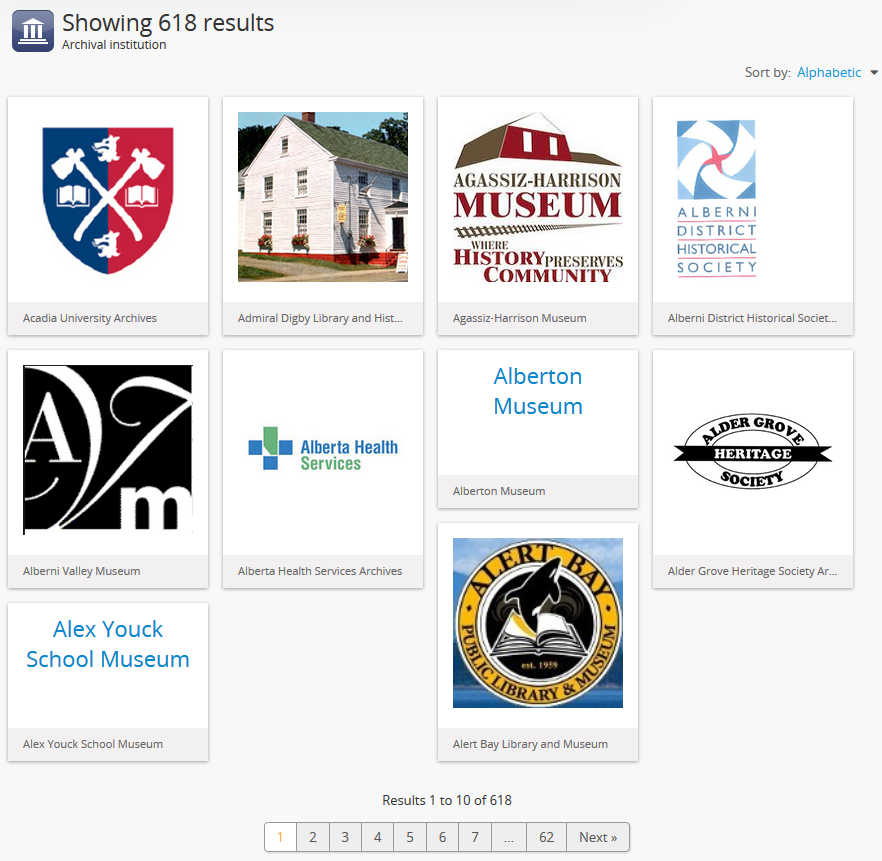 Showing 618 results
Archival institution
Sort by: Alphabetic
Acadia University Archives
Admiral Digby Library and Hist...
AGASSIZ-HARRISON
MUSEUM
WHERE
HISTORY PRESERVES
COMMUNITY
Agassiz-Harrison Museum
ALBERNI
DISTRICT
HISTORICAL
SOCIETY
Alberni District Historical Societ...
AV
m
Alberni Valley Museum
Alberta Health
Services
Alberta Health Services Archives
Alberton
Museum
Alberton Museum
ALDER GROVE
HERITAGE
SOCIETY
Alder Grove Heritage Society Ar...
Alex Youck
School Museum
Alex Youck School Museum
ALERT BAY
PUBLIC LIBRARY & MUSEUM
est. 1959
Alert Bay Library and Museum
Results 1 to 10 of 618
1 2 3 4 5 6 7 ... 62 Next »